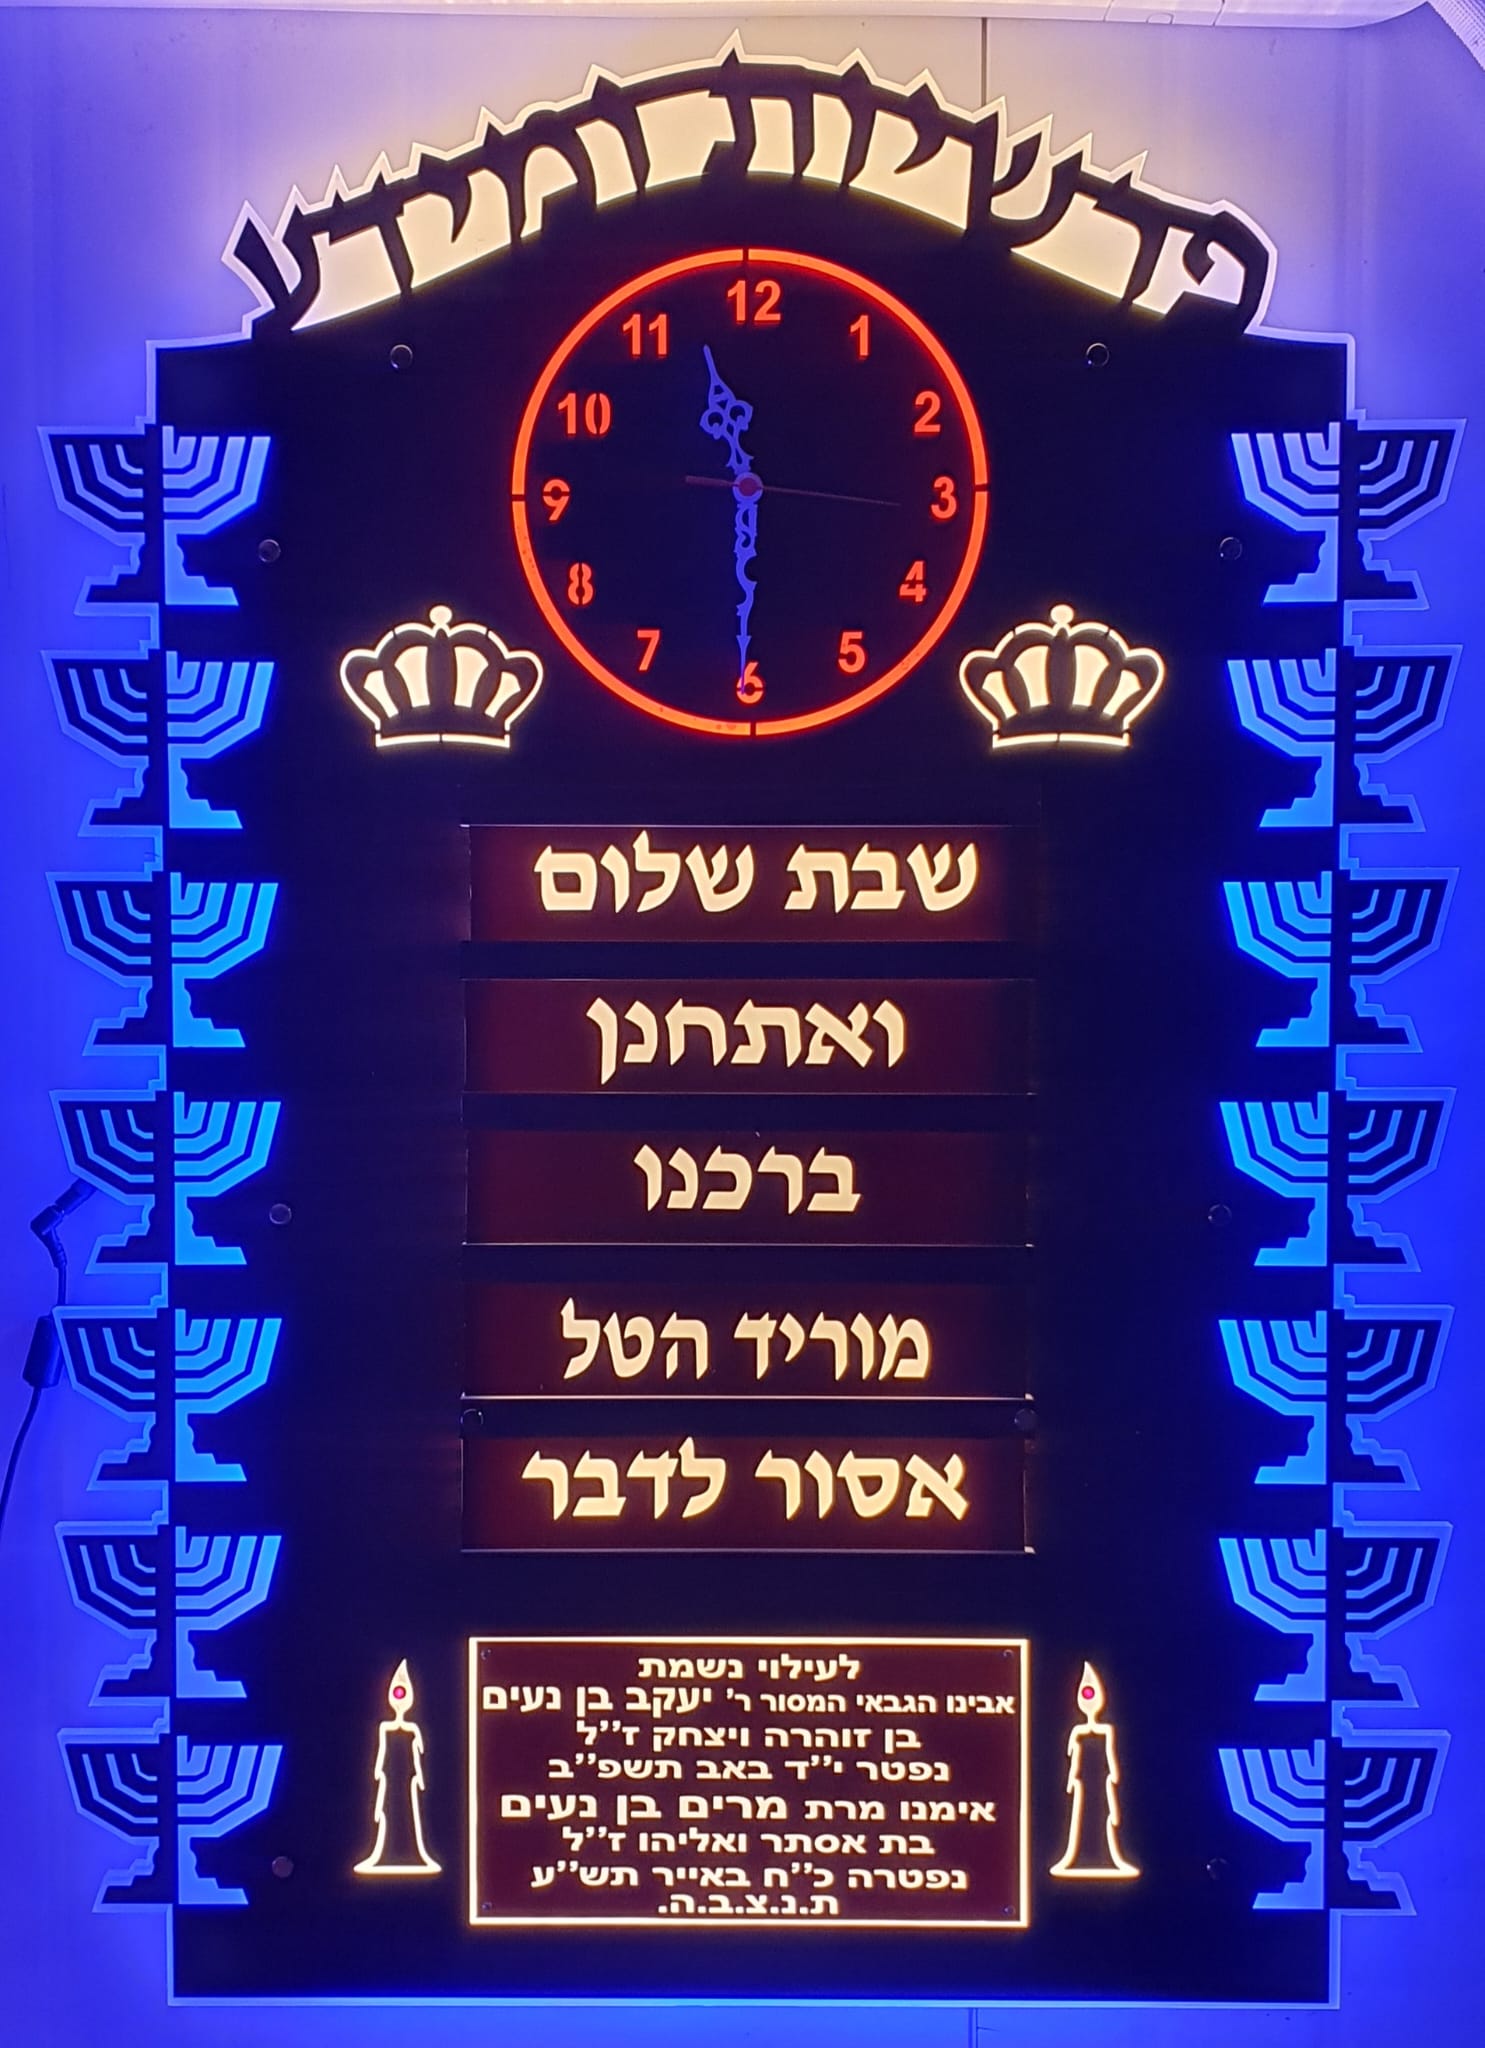 12
11 1
10 2
9 3
8 4
7 5
6
שבת שלום
ואתחנן
ברכנו
מוריד הטל
אסור לדבר
לעילוי נשמת
אבינו הגבאי המסור ר' יעקב בן נעים
בן זוהרה ויצחק ז''ל
נפטר י''ד באב תשפ''ב
אימנו מרת מרים בן נעים
בת אסתר ואליהו ז''ל
נפטרה כ''ח באייר תש''ע
ת.נ.צ.ב.ה.